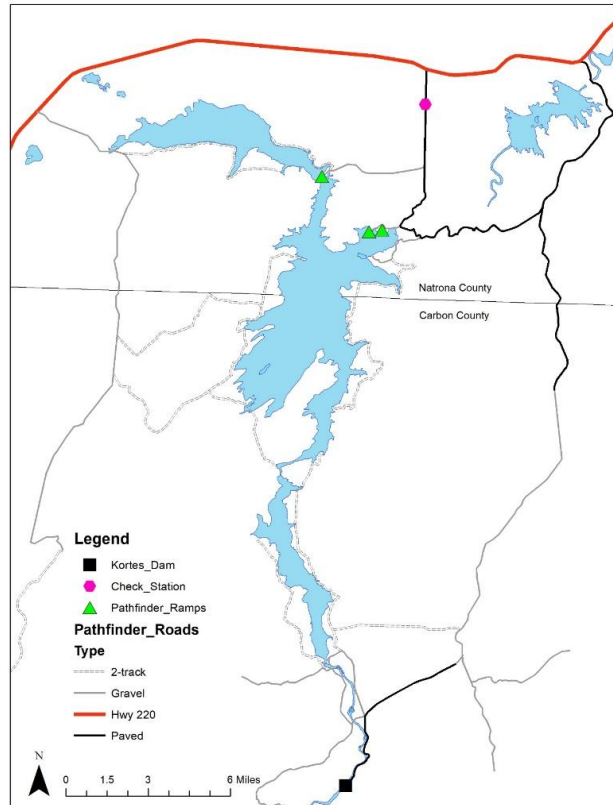 Natrona County
Carbon County
Legend
Kortes_Dam
Check_Station
Pathfinder_Ramps
Pathfinder_Roads
Type
2-track
Gravel
Hwy 220
Paved
N
0 1.5 3 6 Miles